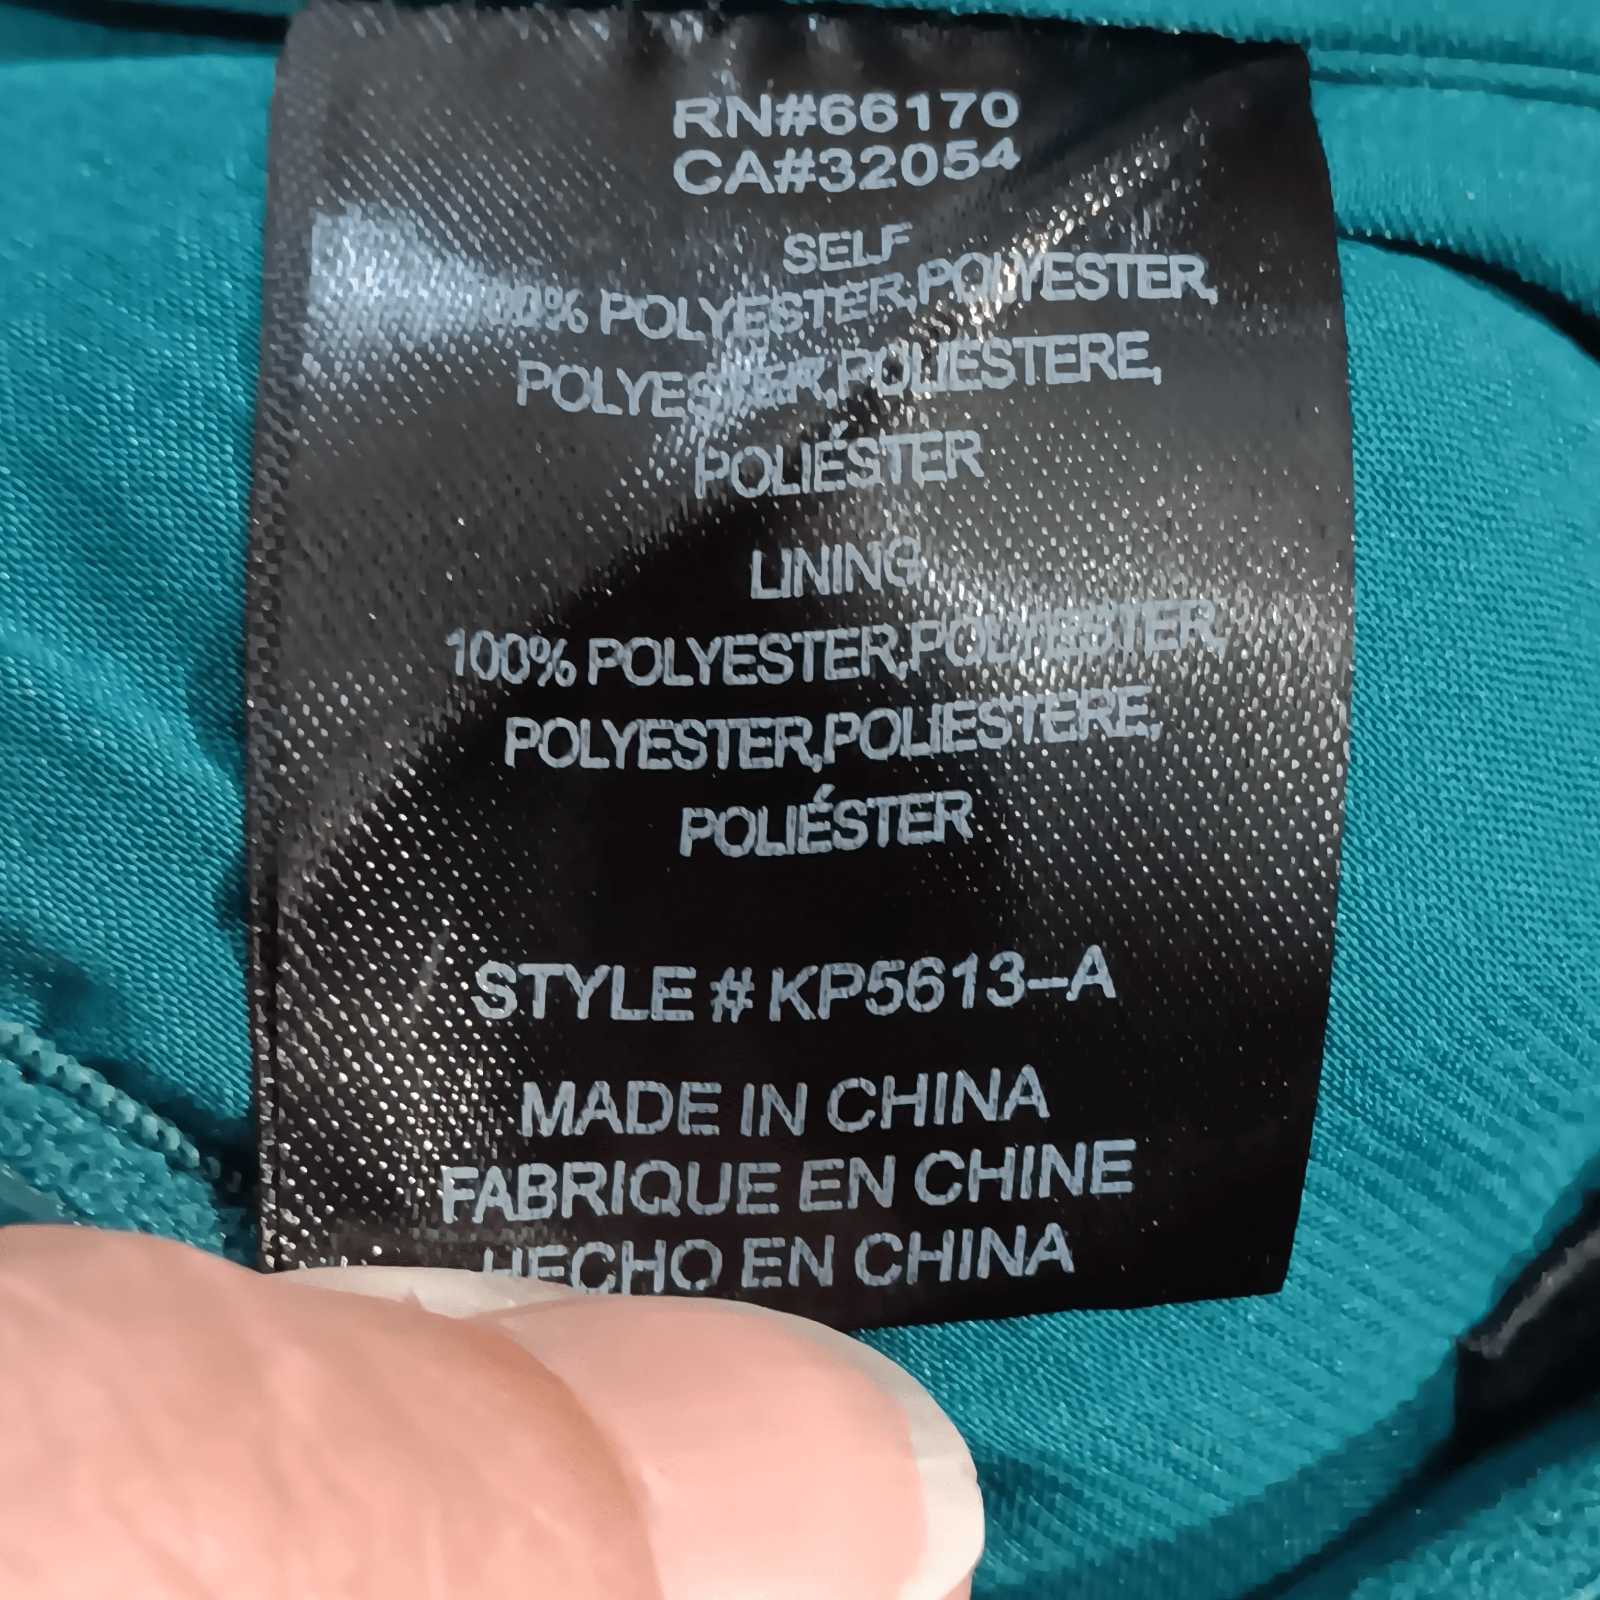 RN#66170
CA#32054
SELF
100% POLYESTER,POLYESTER,
POLYESTER,POLIESTERE,
POLIÉSTER
LINING
100% POLYESTER,POLYESTER,
POLYESTER,POLIESTERE,
POLIÉSTER
STYLE # KP5613-A
MADE IN CHINA
FABRIQUE EN CHINE
HECHO EN CHINA